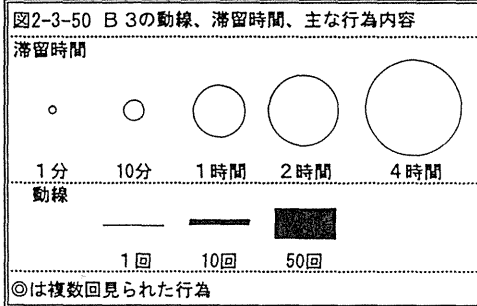 図2-3-50 B3の動線、滞留時間、主な行為内容
滞留時間
1分 10分 1時間 2時間 4時間
動線
1回 10回 50回
◎は複数回見られた行為